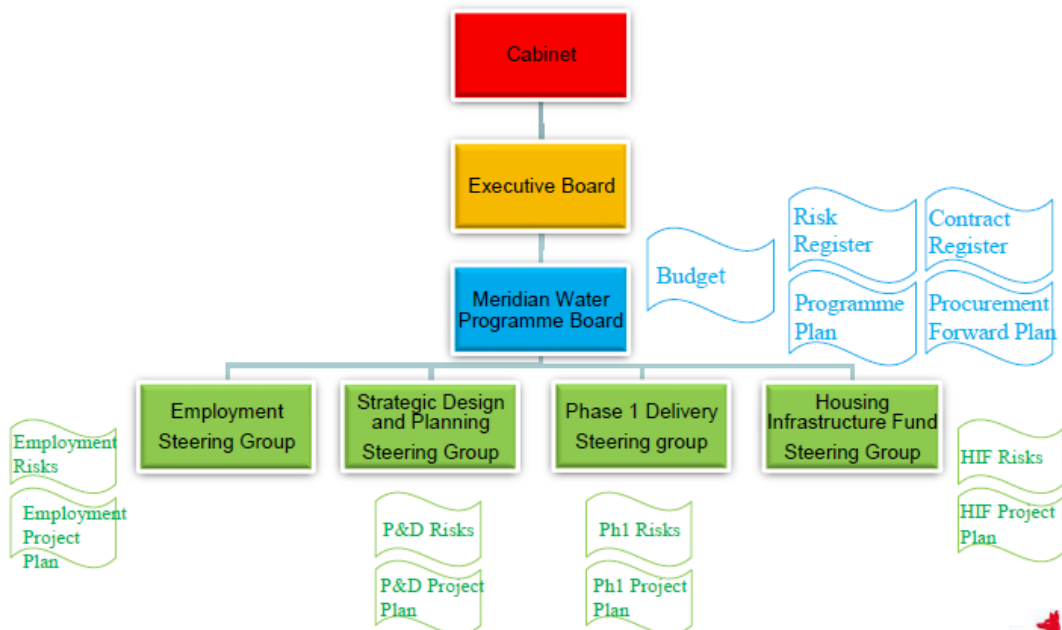 Cabinet
Executive Board
Meridian Water
Programme Board
Budget
Risk
Register
Contract
Register
Programme
Plan
Procurement
Forward Plan
Employment
Steering Group
Strategic Design
and Planning
Steering Group
Phase 1 Delivery
Steering group
Housing
Infrastructure Fund
Steering Group
Employment
Risks
Employment
Project
Plan
P&D Risks
P&D Project
Plan
Ph1 Risks
Ph1 Project
Plan
HIF Risks
HIF Project
Plan